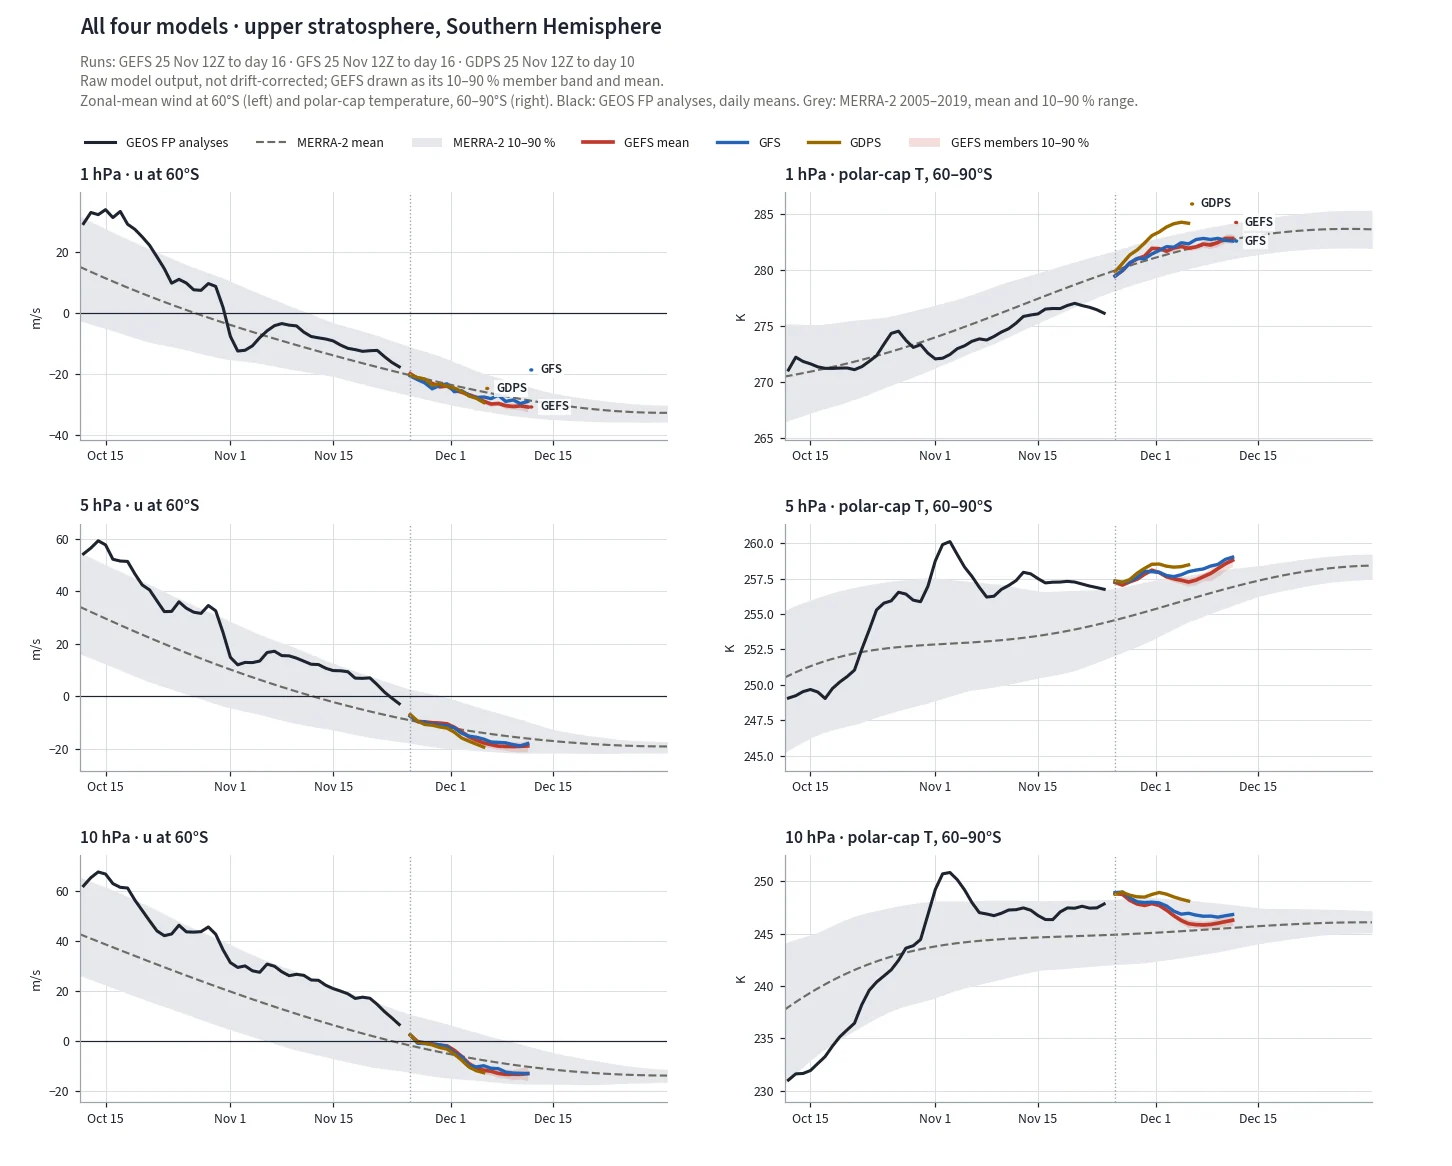 All four models · upper stratosphere, Southern Hemisphere
Runs: GEFS 25 Nov 12Z to day 16 · GFS 25 Nov 12Z to day 16 · GDPS 25 Nov 12Z to day 10
Raw model output, not drift-corrected; GEFS drawn as its 10–90 % member band and mean.
Zonal-mean wind at 60°S (left) and polar-cap temperature, 60–90°S (right). Black: GEOS FP analyses, daily means. Grey: MERRA-2 2005–2019, mean and 10–90 % range.
GEOS FP analyses MERRA-2 mean MERRA-2 10–90 % GEFS mean GFS GDPS GEFS members 10–90 %
1 hPa · u at 60°S
m/s
20
0
−20
−40
GFS
GDPS
GEFS
Oct 15 Nov 1 Nov 15 Dec 1 Dec 15
1 hPa · polar-cap T, 60–90°S
K
285
280
275
270
265
GDPS
GEFS
GFS
Oct 15 Nov 1 Nov 15 Dec 1 Dec 15
5 hPa · u at 60°S
m/s
60
40
20
0
−20
Oct 15 Nov 1 Nov 15 Dec 1 Dec 15
5 hPa · polar-cap T, 60–90°S
K
260.0
257.5
255.0
252.5
250.0
247.5
245.0
Oct 15 Nov 1 Nov 15 Dec 1 Dec 15
10 hPa · u at 60°S
m/s
60
40
20
0
−20
Oct 15 Nov 1 Nov 15 Dec 1 Dec 15
10 hPa · polar-cap T, 60–90°S
K
250
245
240
235
230
Oct 15 Nov 1 Nov 15 Dec 1 Dec 15